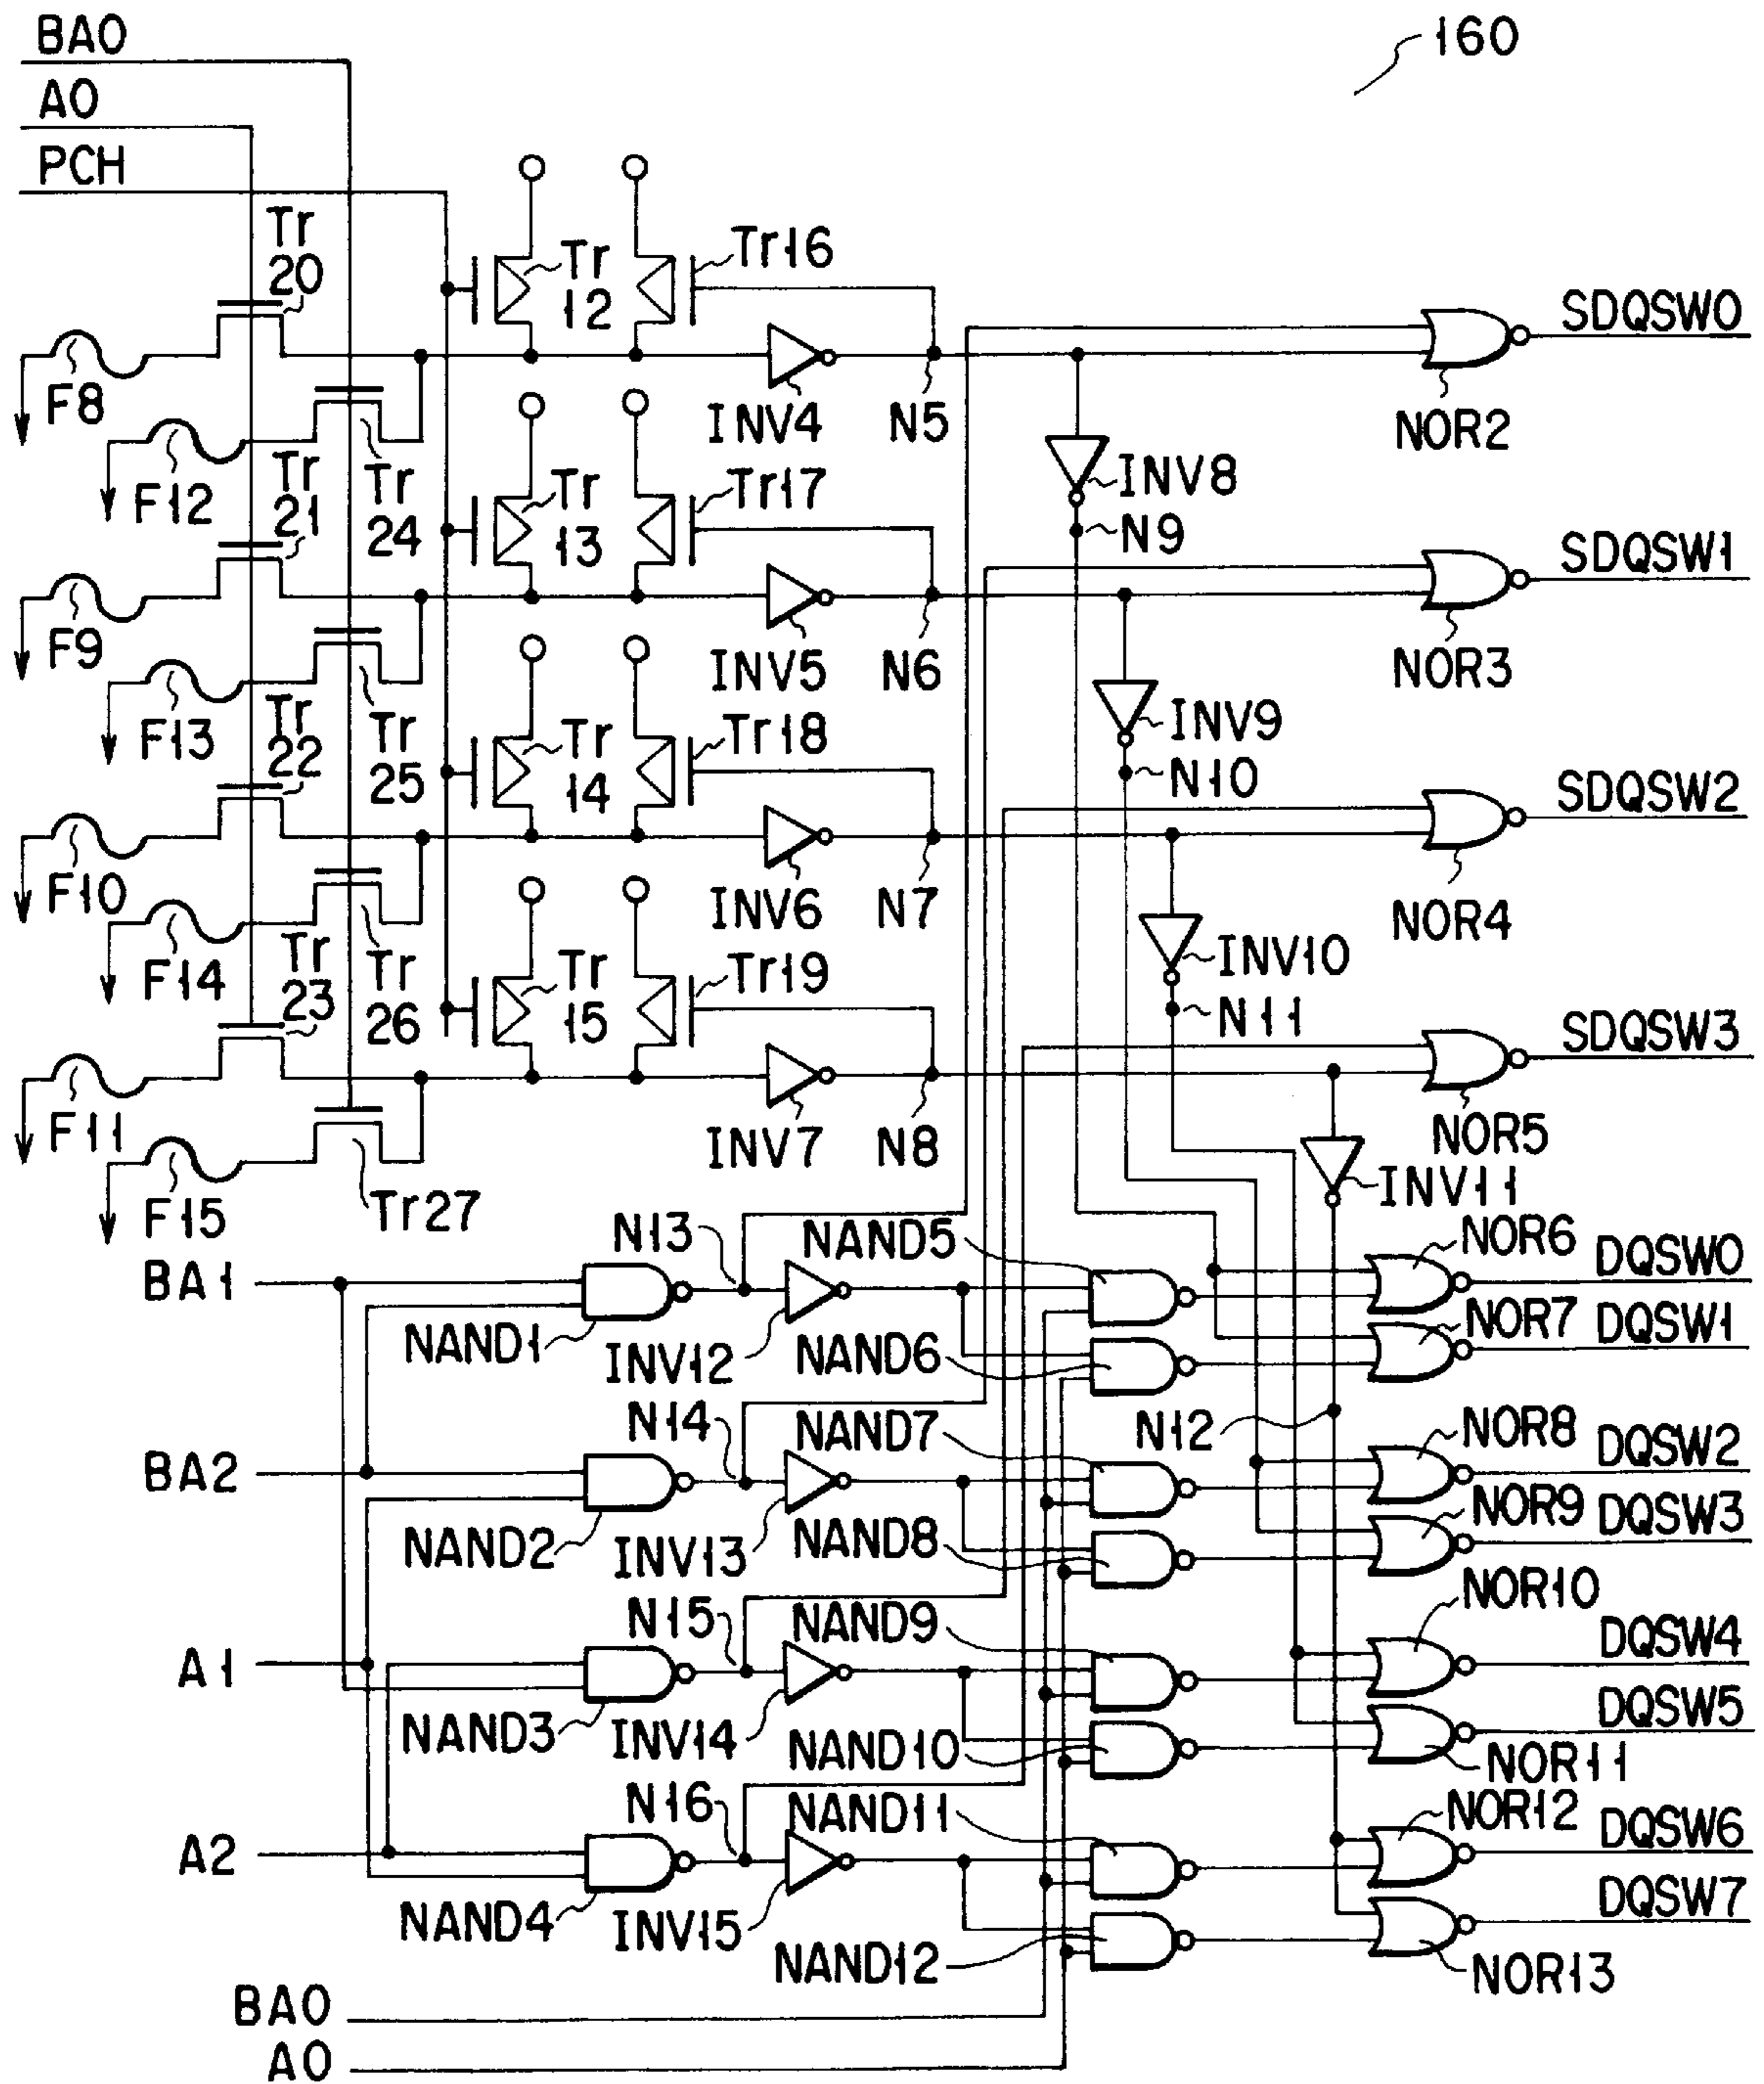 160
BA0
A0
PCH
Tr
20
Tr
12
Tr16
SDQSW0
F8
INV4
N5
NOR2
F12
Tr
21
Tr
24
Tr
13
Tr17
INV8
N9
SDQSW1
F9
INV5
N6
NOR3
F13
Tr
22
Tr
25
Tr
14
Tr18
INV9
N10
SDQSW2
F10
INV6
N7
NOR4
F14
Tr
23
Tr
26
Tr
15
Tr19
INV10
N11
SDQSW3
F11
INV7
N8
NOR5
F15
Tr27
INV11
N13
NAND5
NOR6
DQSW0
BA1
NAND1
INV12
NAND6
NOR7
DQSW1
N14
NAND7
N12
NOR8
DQSW2
BA2
NAND2
INV13
NAND8
NOR9
DQSW3
N15
NAND9
NOR10
DQSW4
A1
NAND3
INV14
NAND10
NOR11
DQSW5
N16
NAND11
NOR12
DQSW6
A2
NAND4
INV15
NAND12
NOR13
DQSW7
BA0
A0